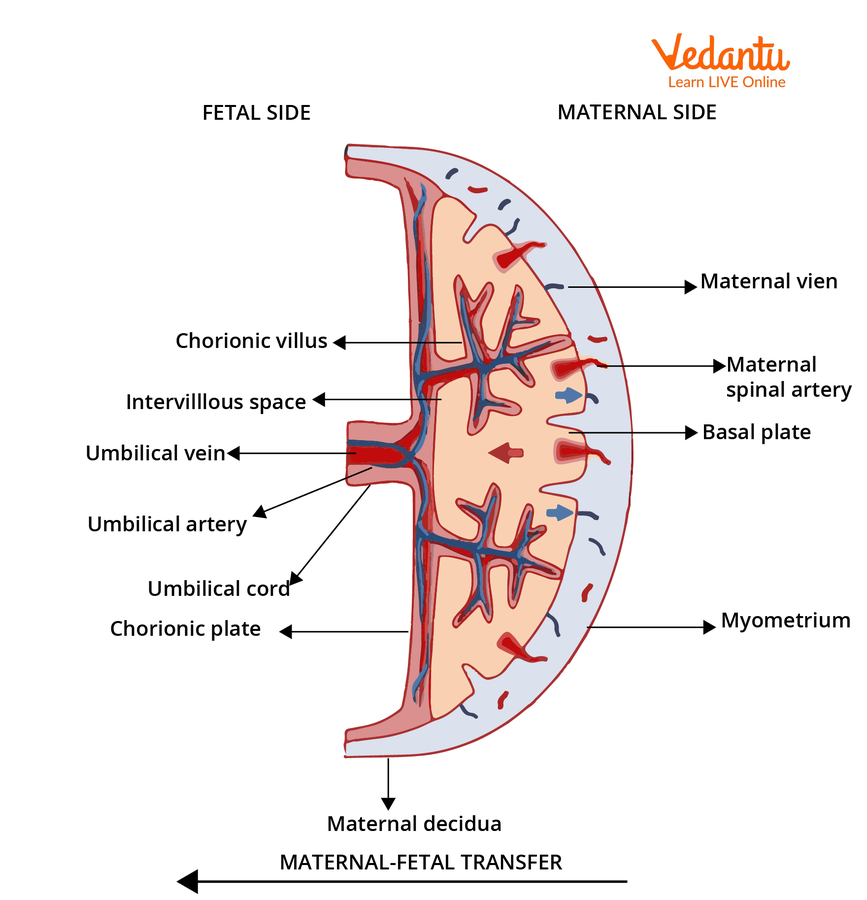 Vedantu
Learn LIVE Online
FETAL SIDE
MATERNAL SIDE
Maternal vien
Chorionic villus
Maternal
spinal artery
Intervilllous space
Basal plate
Umbilical vein
Umbilical artery
Umbilical cord
Chorionic plate
Myometrium
Maternal decidua
MATERNAL-FETAL TRANSFER